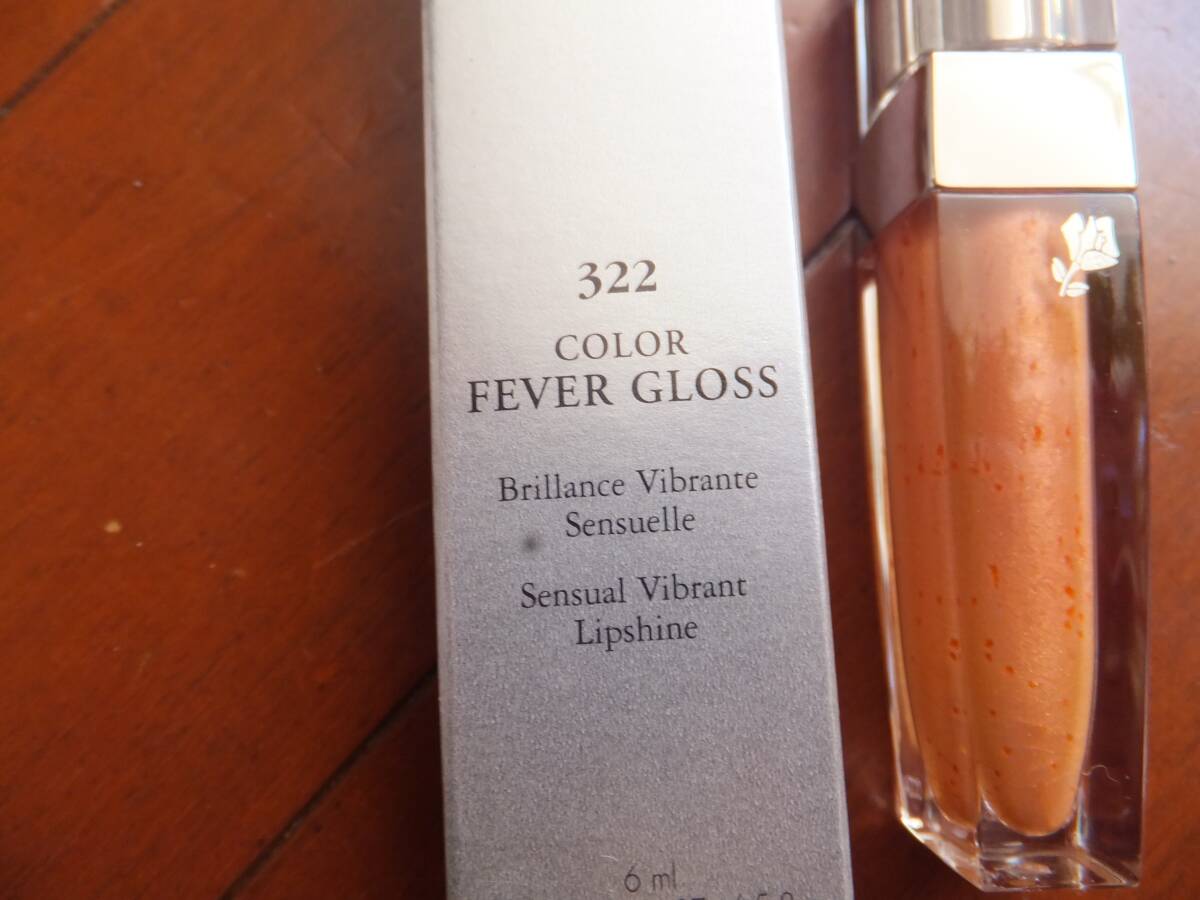 322
COLOR
FEVER GLOSS
Brillance Vibrante
Sensuelle
Sensual Vibrant
Lipshine
6 ml